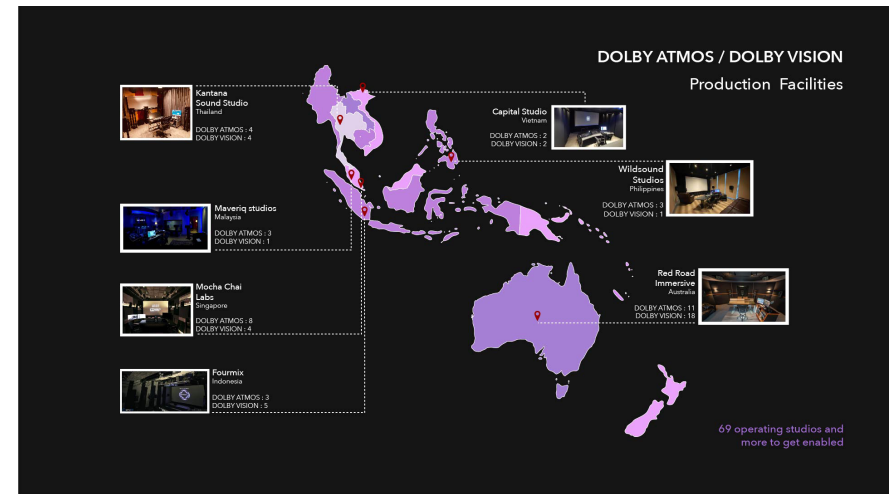 DOLBY ATMOS / DOLBY VISION
Production Facilities
Kantana
Sound Studio
Thailand
DOLBY ATMOS : 4
DOLBY VISION : 4
Capital Studio
Vietnam
DOLBY ATMOS : 2
DOLBY VISION : 2
Wildsound
Studios
Philippines
DOLBY ATMOS : 3
DOLBY VISION : 1
Maveriq studios
Malaysia
DOLBY ATMOS : 3
DOLBY VISION : 1
Mocha Chai
Labs
Singapore
DOLBY ATMOS : 8
DOLBY VISION : 4
Red Road
Immersive
Australia
DOLBY ATMOS : 11
DOLBY VISION : 18
Fourmix
Indonesia
DOLBY ATMOS : 3
DOLBY VISION : 5
69 operating studios and
more to get enabled